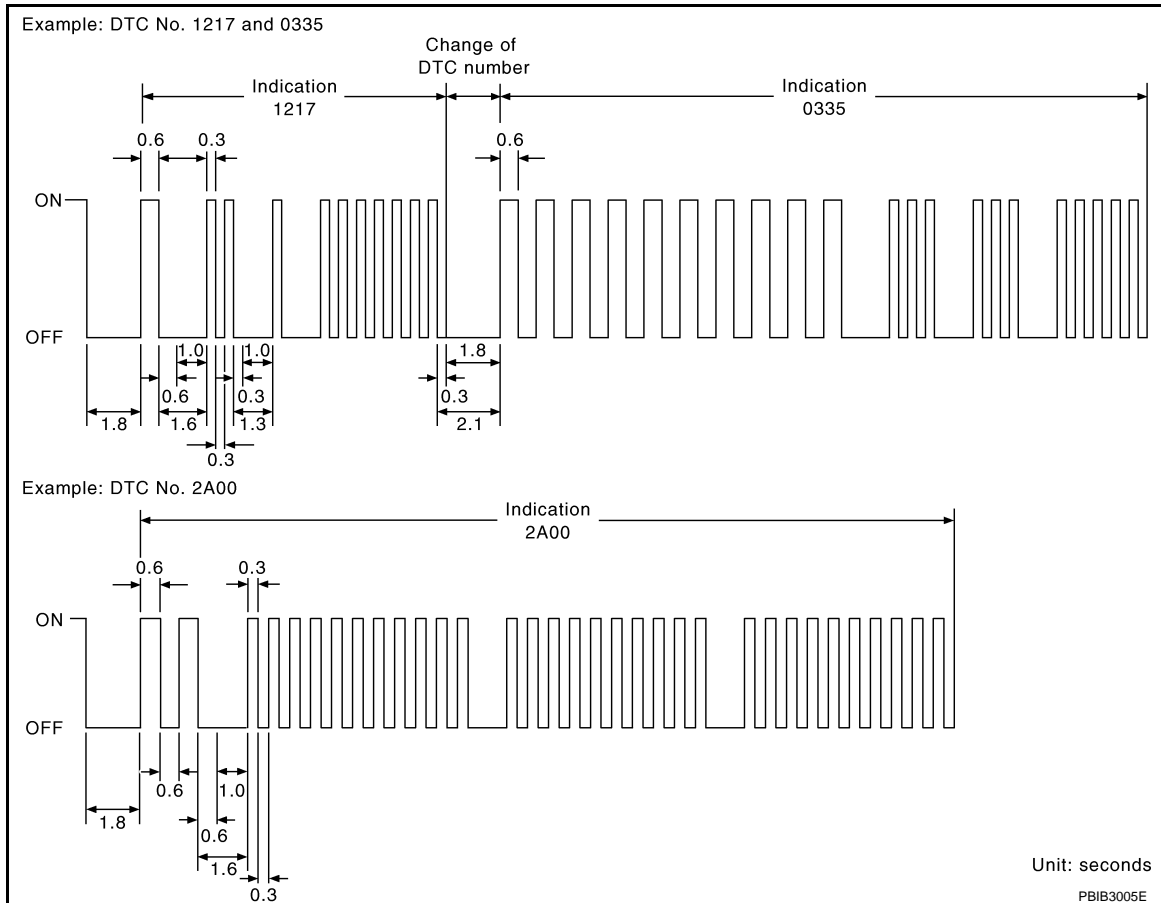 Example: DTC No. 1217 and 0335
Change of
DTC number
Indication
1217
Indication
0335
0.6
0.3
0.6
ON
OFF
1.0
1.0
1.8
0.6
0.3
0.3
1.8
1.6
1.3
2.1
0.3
Example: DTC No. 2A00
Indication
2A00
0.6
0.3
ON
OFF
0.6
1.0
1.8
0.6
1.6
0.3
Unit: seconds
PBIB3005E